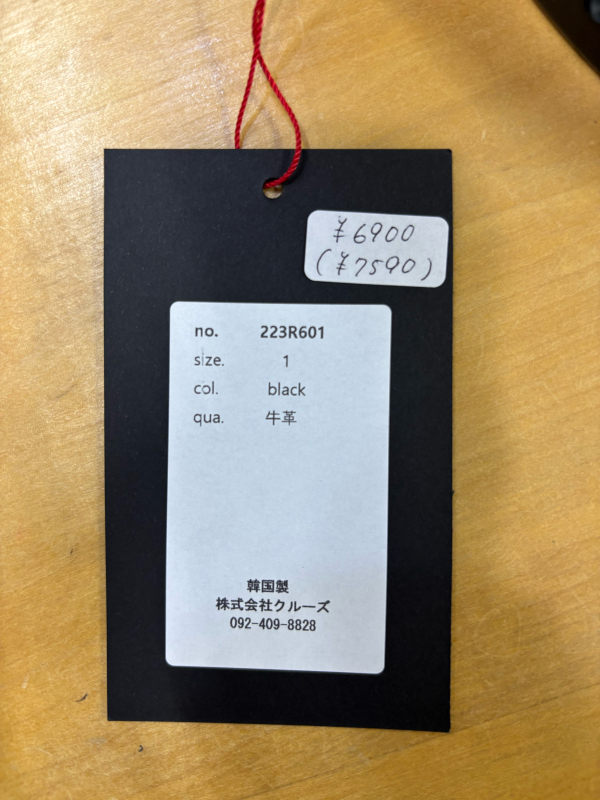 ¥6900
(¥7590)
no. 223R601
size. 1
col. black
qua. 牛革
韓国製
株式会社クルーズ
092-409-8828